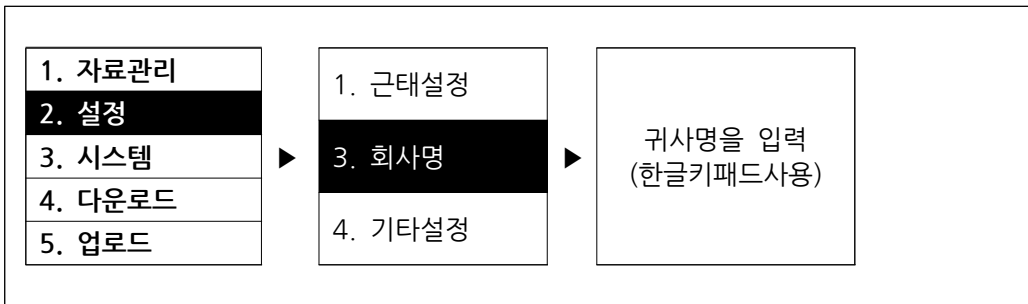 1. 자료관리
2. 설정
3. 시스템
4. 다운로드
5. 업로드
▶
1. 근태설정
3. 회사명
4. 기타설정
▶
귀사명을 입력
(한글키패드사용)